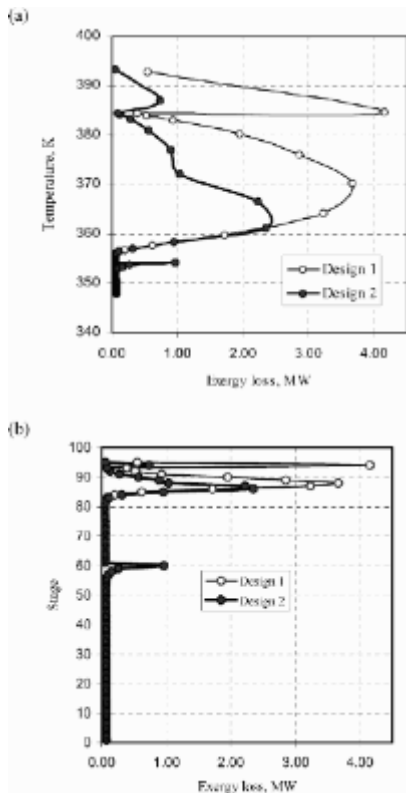 (a)
400
390
380
370
360
350
340
Temperature, K
Design 1
Design 2
0.00 1.00 2.00 3.00 4.00
Exergy loss, MW
(b)
100
90
80
70
60
50
40
30
20
10
0
Stage
Design 1
Design 2
0.00 1.00 2.00 3.00 4.00
Exergy loss, MW